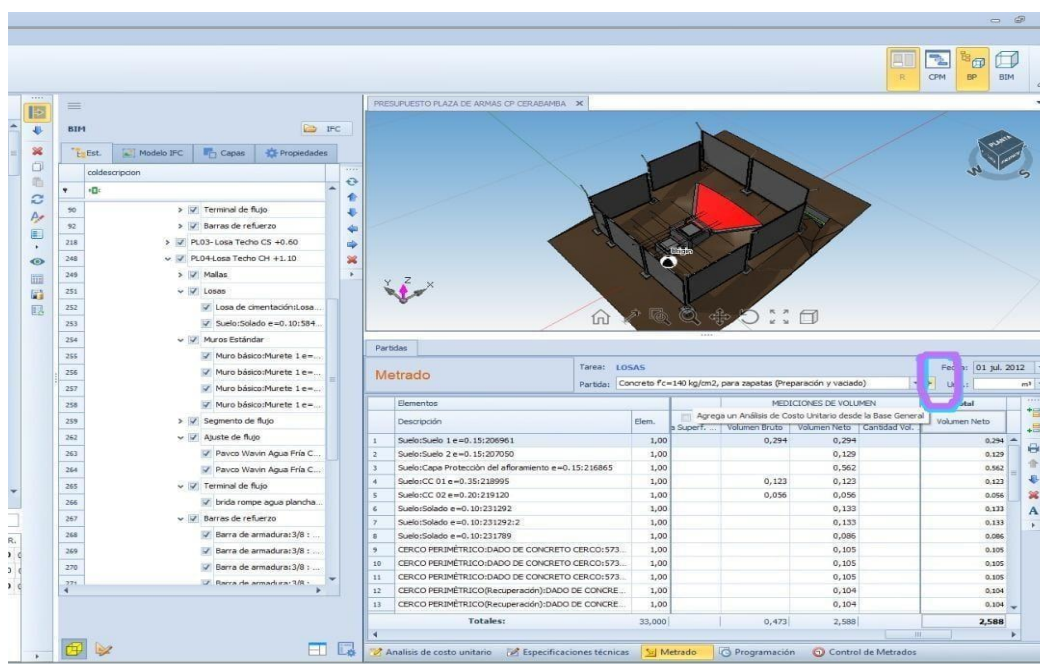 R
CPM
BP
BIM
PRESUPUESTO PLAZA DE ARMAS CP CERABAMBA
BIM
IFC
Est.
Modelo IFC
Capas
Propiedades
coldescripcion
90 Terminal de flujo
92 Barras de refuerzo
218 PL03- Losa Techo CS +0.60
248 PL04-Losa Techo CH +1.10
249 Mallas
251 Losas
252 Losa de cimentación:Losa...
253 Suelo:Solado e=0.10:584...
254 Muros Estándar
255 Muro básico:Murete 1 e=...
256 Muro básico:Murete 1 e=...
257 Muro básico:Murete 1 e=...
258 Muro básico:Murete 1 e=...
259 Segmento de flujo
262 Ajuste de flujo
263 Pavco Wavin Agua Fría C...
264 Pavco Wavin Agua Fría C...
265 Terminal de flujo
266 brida rompe agua plancha...
267 Barras de refuerzo
268 Barra de armadura:3/8 : ...
269 Barra de armadura:3/8 : ...
270 Barra de armadura:3/8 : ...
271 Barra de armadura:3/8 : ...
PLANTA
W
S
Origin
Y Z X
Partidas
Metrado
Tarea: LOSAS
Partida: Concreto f'c=140 kg/cm2, para zapatas (Preparación y vaciado)
01 jul. 2012
m³
Elementos MEDICIONES DE VOLUMEN
Agrega un Análisis de Costo Unitario desde la Base General
Descripción Elem. Superf. ... Volumen Bruto Volumen Neto Cantidad Vol. Volumen Neto
1 Suelo:Suelo 1 e=0.15:206961 1,00 0,294 0,294 0.294
2 Suelo:Suelo 2 e=0.15:207050 1,00 0,129 0.129
3 Suelo:Capa Protecciòn del afloramiento e=0.15:216865 1,00 0,562 0.562
4 Suelo:CC 01 e=0.35:218995 1,00 0,123 0,123 0.123
5 Suelo:CC 02 e=0.20:219120 1,00 0,056 0,056 0.056
6 Suelo:Solado e=0.10:231292 1,00 0,133 0.133
7 Suelo:Solado e=0.10:231292:2 1,00 0,133 0.133
8 Suelo:Solado e=0.10:231789 1,00 0,086 0.086
9 CERCO PERIMÉTRICO:DADO DE CONCRETO CERCO:573... 1,00 0,105 0.105
10 CERCO PERIMÉTRICO:DADO DE CONCRETO CERCO:573... 1,00 0,105 0.105
11 CERCO PERIMÉTRICO:DADO DE CONCRETO CERCO:573... 1,00 0,105 0.105
12 CERCO PERIMÉTRICO(Recuperación):DADO DE CONCRE... 1,00 0,104 0.104
13 CERCO PERIMÉTRICO(Recuperación):DADO DE CONCRE... 1,00 0,104 0.104
Totales: 33,000 0,473 2,588 2,588
Analisis de costo unitario
Especificaciones técnicas
Metrado
Programación
Control de Metrados